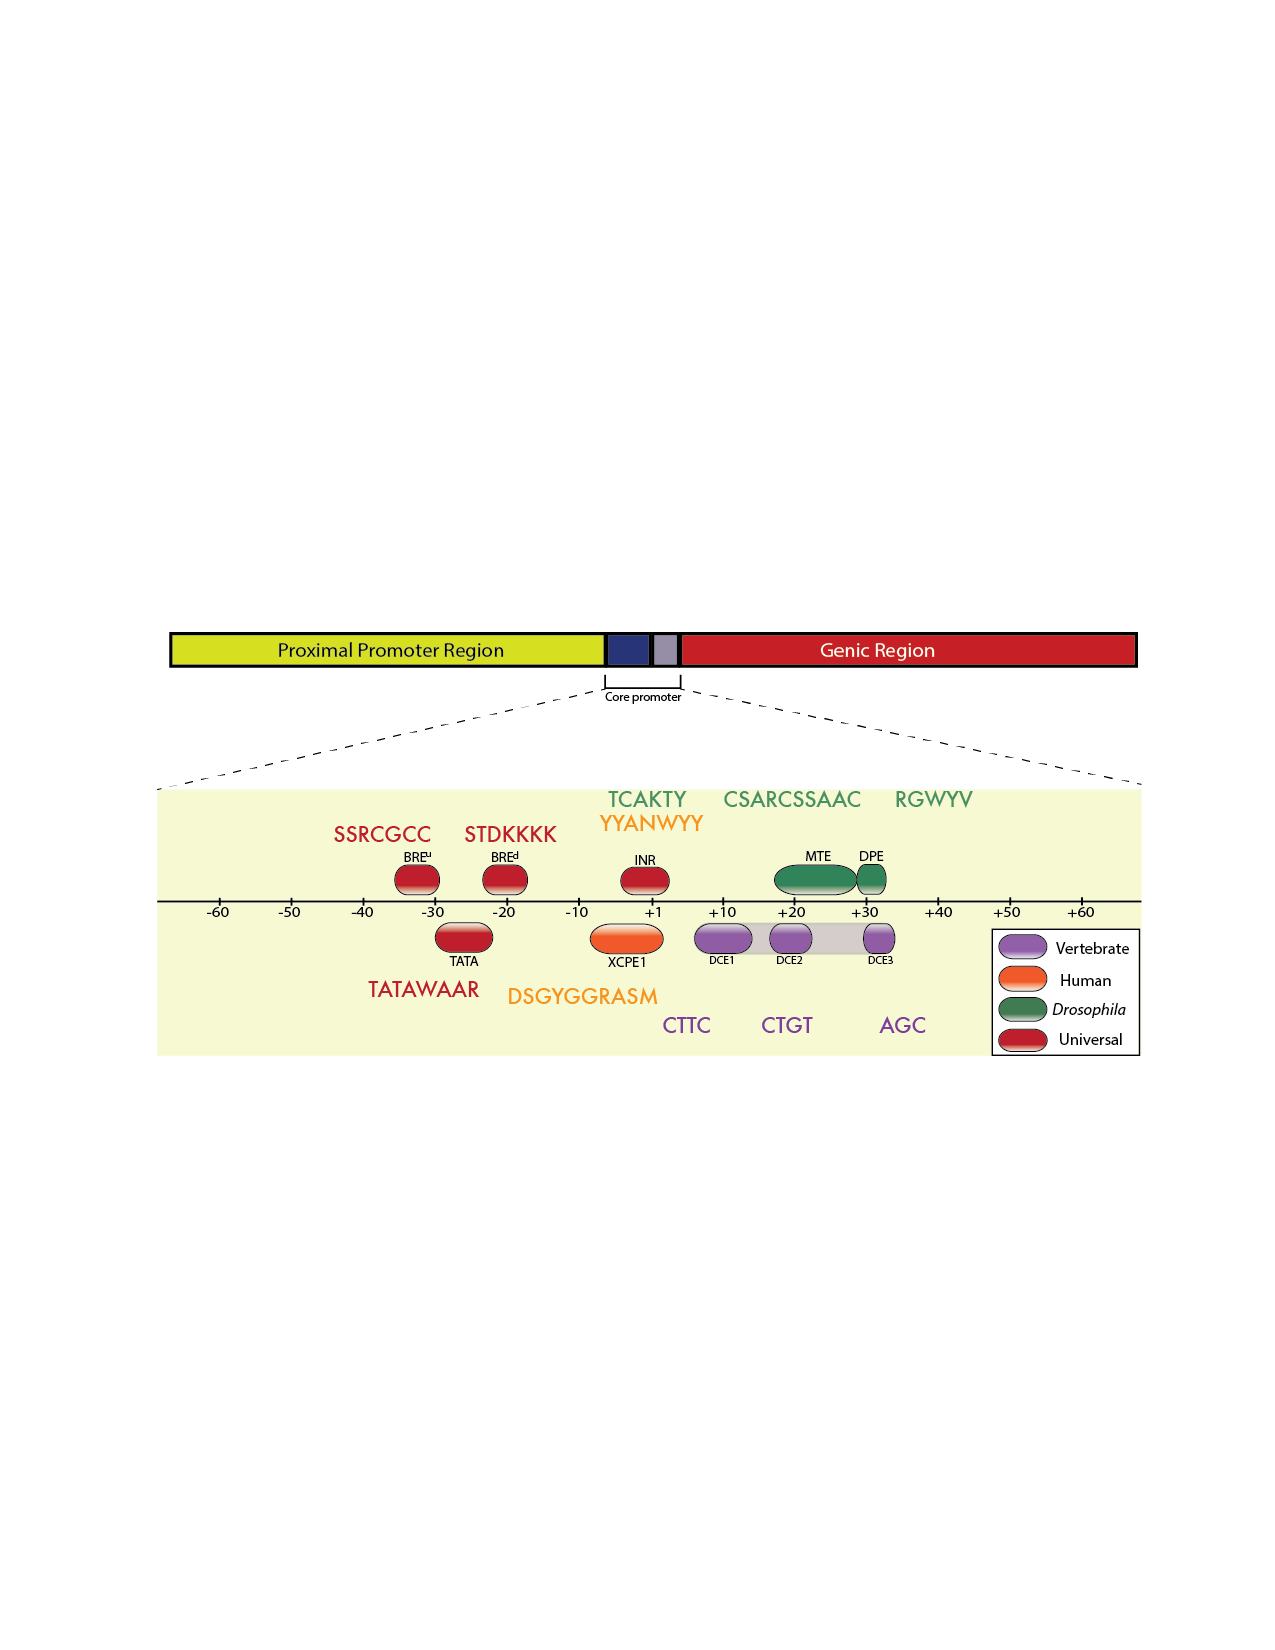 Proximal Promoter Region
Genic Region
Core promoter
TCAKTY CSARCSSAAC RGWYV
YYANWYY
SSRCGCC STDKKKK
BREᵘ BREᵈ INR MTE DPE
-60 -50 -40 -30 -20 -10 +1 +10 +20 +30 +40 +50 +60
TATA XCPE1 DCE1 DCE2 DCE3
TATAWAAR DSGYGGRASM
CTTC CTGT AGC
Vertebrate
Human
Drosophila
Universal